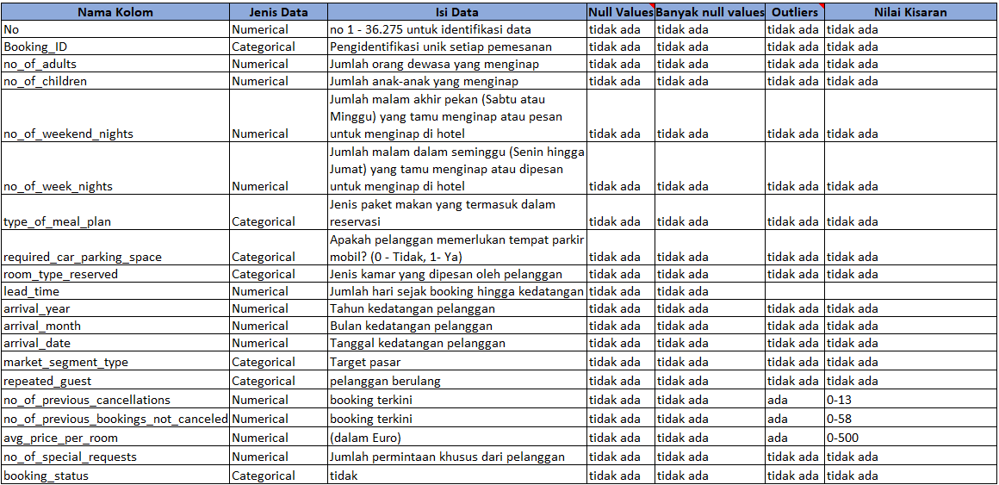 Nama Kolom Jenis Data Isi Data Null Values Banyak null values Outliers Nilai Kisaran
No Numerical no 1 - 36.275 untuk identifikasi data tidak ada tidak ada tidak ada tidak ada
Booking_ID Categorical Pengidentifikasi unik setiap pemesanan tidak ada tidak ada tidak ada tidak ada
no_of_adults Numerical Jumlah orang dewasa yang menginap tidak ada tidak ada tidak ada tidak ada
no_of_children Numerical Jumlah anak-anak yang menginap tidak ada tidak ada tidak ada tidak ada
Jumlah malam akhir pekan (Sabtu atau
Minggu) yang tamu menginap atau pesan
no_of_weekend_nights Numerical untuk menginap di hotel tidak ada tidak ada tidak ada tidak ada
Jumlah malam dalam seminggu (Senin hingga
Jumat) yang tamu menginap atau dipesan
no_of_week_nights Numerical untuk menginap di hotel tidak ada tidak ada tidak ada tidak ada
Jenis paket makan yang termasuk dalam
type_of_meal_plan Categorical reservasi tidak ada tidak ada tidak ada tidak ada
Apakah pelanggan memerlukan tempat parkir
required_car_parking_space Categorical mobil? (0 - Tidak, 1- Ya) tidak ada tidak ada tidak ada tidak ada
room_type_reserved Categorical Jenis kamar yang dipesan oleh pelanggan tidak ada tidak ada tidak ada tidak ada
lead_time Numerical Jumlah hari sejak booking hingga kedatangan tidak ada tidak ada
arrival_year Numerical Tahun kedatangan pelanggan tidak ada tidak ada tidak ada tidak ada
arrival_month Numerical Bulan kedatangan pelanggan tidak ada tidak ada tidak ada tidak ada
arrival_date Numerical Tanggal kedatangan pelanggan tidak ada tidak ada tidak ada tidak ada
market_segment_type Categorical Target pasar tidak ada tidak ada tidak ada tidak ada
repeated_guest Categorical pelanggan berulang tidak ada tidak ada tidak ada tidak ada
no_of_previous_cancellations Numerical booking terkini tidak ada tidak ada ada 0-13
no_of_previous_bookings_not_canceled Numerical booking terkini tidak ada tidak ada ada 0-58
avg_price_per_room Numerical (dalam Euro) tidak ada tidak ada ada 0-500
no_of_special_requests Numerical Jumlah permintaan khusus dari pelanggan tidak ada tidak ada tidak ada tidak ada
booking_status Categorical tidak tidak ada tidak ada tidak ada tidak ada